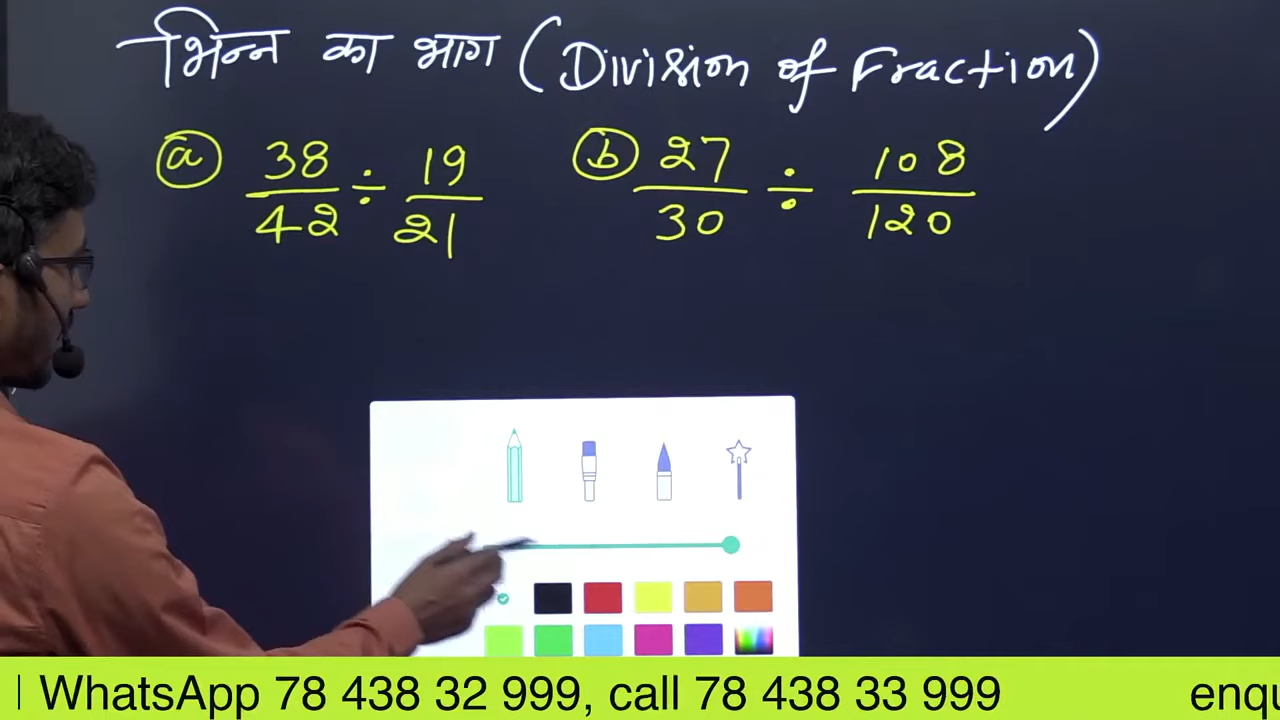 भिन्न का भाग (Division of Fraction)
(a) 38/42 ÷ 19/21
(b) 27/30 ÷ 108/120
| WhatsApp 78 438 32 999, call 78 438 33 999 enqu